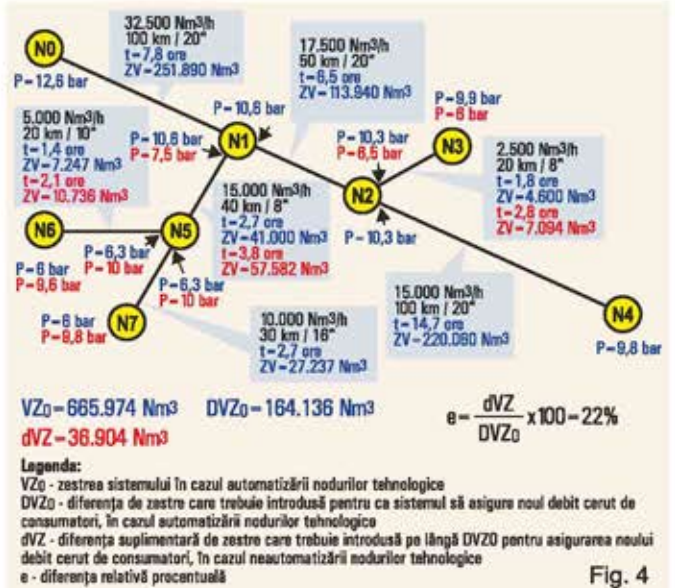 N0
P-12,6 bar
32.500 Nm3/h
100 km / 20"
t-7,8 ore
ZV-251.890 Nm3
17.500 Nm3/h
50 km / 20"
t-6,5 ore
ZV-113.940 Nm3
5.000 Nm3/h
20 km / 10"
t-1,4 ore
ZV-7.247 Nm3
t-2,1 ore
ZV-10.736 Nm3
P-10,6 bar
P-10,6 bar
P-7,5 bar
N1
P-10,3 bar
P-6,5 bar
P-9,9 bar
P-6 bar
N3
2.500 Nm3/h
20 km / 8"
t-1,8 ore
ZV-4.600 Nm3
t-2,8 ore
ZV-7.094 Nm3
N2
P-10,3 bar
15.000 Nm3/h
40 km / 8"
t-2,7 ore
ZV-41.000 Nm3
t-3,8 ore
ZV-57.582 Nm3
N6
N5
P-6 bar
P-9,6 bar
P-6,3 bar
P-10 bar
P-6,3 bar
P-10 bar
P-6 bar
P-9,8 bar
N7
10.000 Nm3/h
30 km / 16"
t-2,7 ore
ZV-27.237 Nm3
15.000 Nm3/h
100 km / 20"
t-14,7 ore
ZV-220.090 Nm3
N4
P-9,8 bar
VZ0-665.974 Nm3 DVZ0-164.136 Nm3
dVZ-36.904 Nm3
e-dVZ/DVZ0 x100-22%
Legenda:
VZ0 - zestrea sistemului în cazul automatizării nodurilor tehnologice
DVZ0 - diferența de zestre care trebuie introdusă pentru ca sistemul să asigure noul debit cerut de
consumatori, în cazul automatizării nodurilor tehnologice
dVZ - diferența suplimentară de zestre care trebuie introdusă pe lângă DVZ0 pentru asigurarea noului
debit cerut de consumatori, în cazul neautomatizării nodurilor tehnologice
e - diferența relativă procentuală
Fig. 4